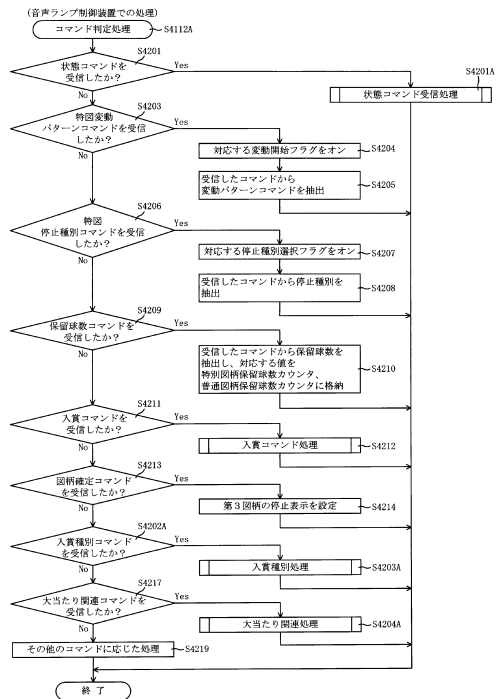 (音声ランプ制御装置での処理)
コマンド判定処理
S4112A
S4201
状態コマンドを
受信したか?
Yes
No
S4201A
状態コマンド受信処理
S4203
特図変動
パターンコマンドを受信
したか?
Yes
No
対応する変動開始フラグをオン
S4204
受信したコマンドから
変動パターンコマンドを抽出
S4205
S4206
特図
停止種別コマンドを受信
したか?
Yes
No
対応する停止種別選択フラグをオン
S4207
受信したコマンドから停止種別を
抽出
S4208
S4209
保留球数コマンドを
受信したか?
Yes
No
受信したコマンドから保留球数を
抽出し、対応する値を
特別図柄保留球数カウンタ、
普通図柄保留球数カウンタに格納
S4210
S4211
入賞コマンドを
受信したか?
Yes
No
入賞コマンド処理
S4212
S4213
図柄確定コマンド
を受信したか?
Yes
No
第3図柄の停止表示を設定
S4214
S4202A
入賞種別コマンド
を受信したか?
Yes
No
入賞種別処理
S4203A
S4217
大当たり関連コマンドを
受信したか?
Yes
No
大当たり関連処理
S4204A
その他のコマンドに応じた処理
S4219
終了